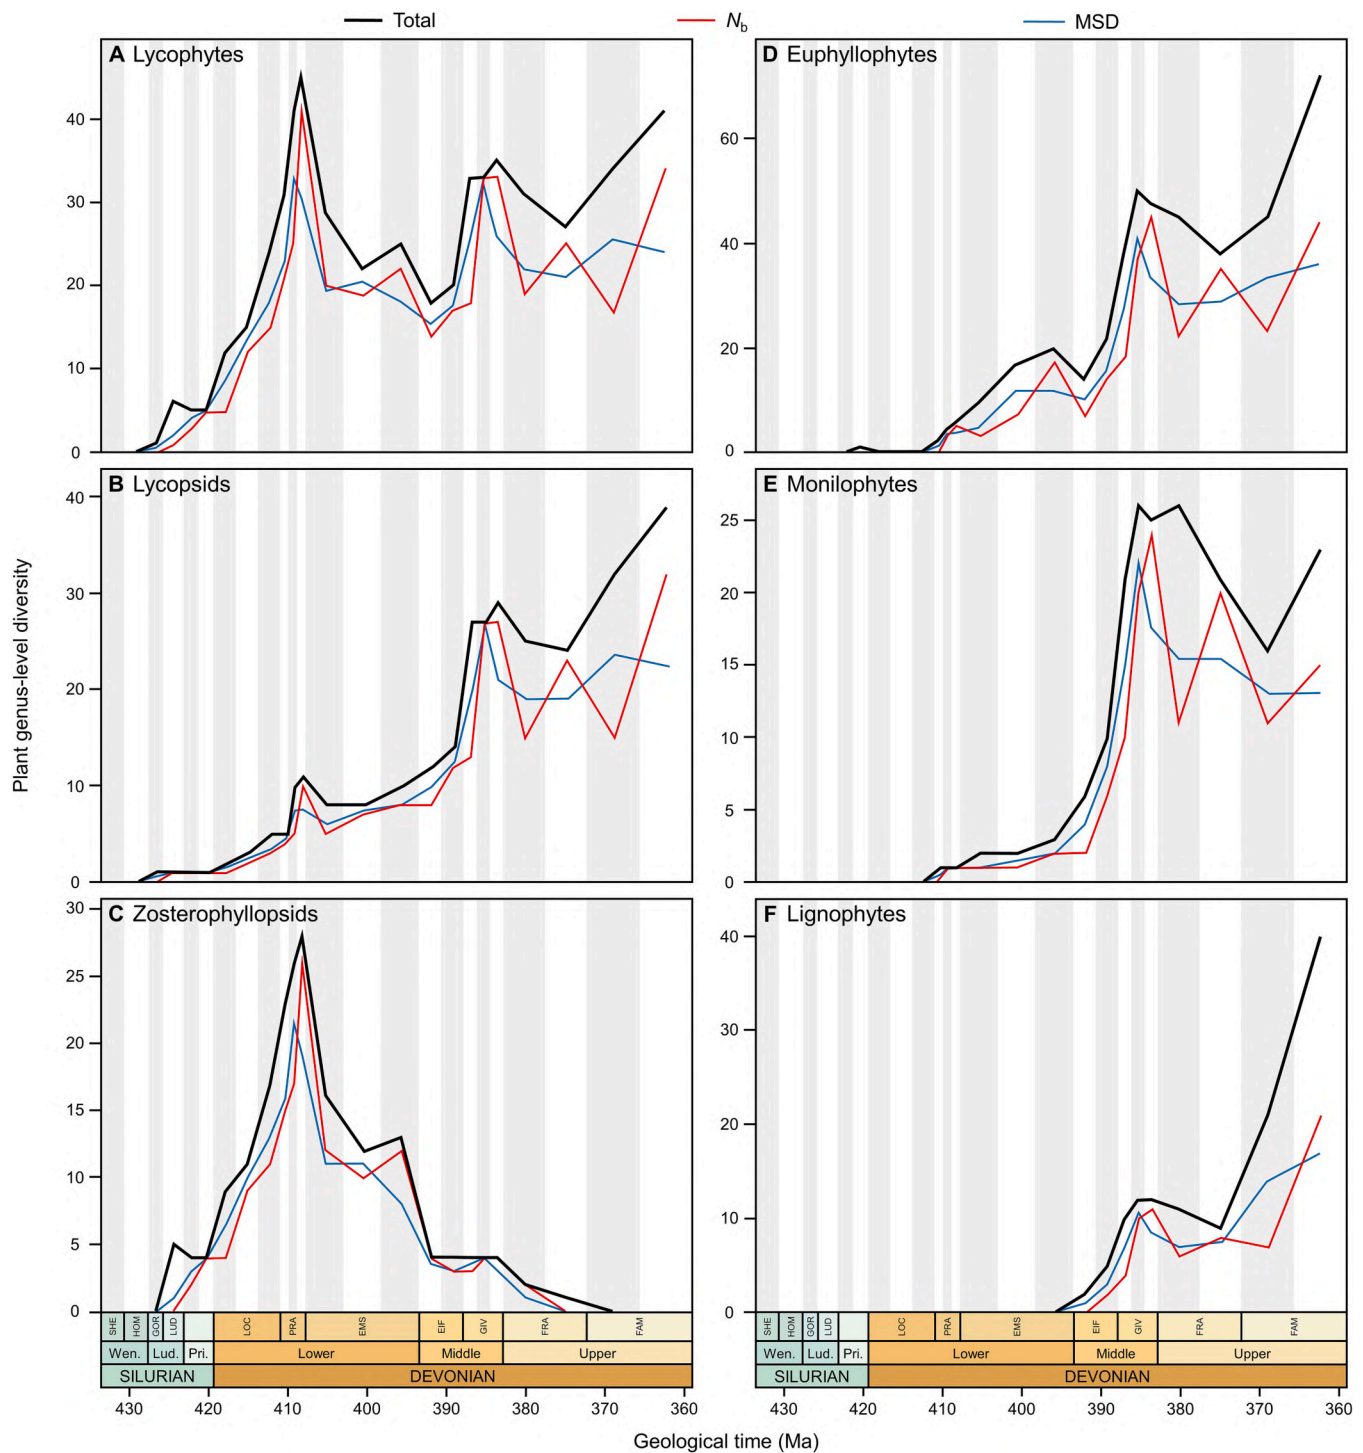 Total
Nb
MSD
A Lycophytes
40
30
20
10
0
D Euphyllophytes
60
40
20
0
B Lycopsids
40
30
20
10
0
E Monilophytes
25
20
15
10
5
0
C Zosterophyllopsids
30
25
20
15
10
5
0
F Lignophytes
40
30
20
10
0
Plant genus-level diversity
SHE HOM GOR LUD LOC PRA EMS EIF GIV FRA FAM
Wen. Lud. Pri. Lower Middle Upper
SILURIAN DEVONIAN
430 420 410 400 390 380 370 360
SHE HOM GOR LUD LOC PRA EMS EIF GIV FRA FAM
Wen. Lud. Pri. Lower Middle Upper
SILURIAN DEVONIAN
430 420 410 400 390 380 370 360
Geological time (Ma)